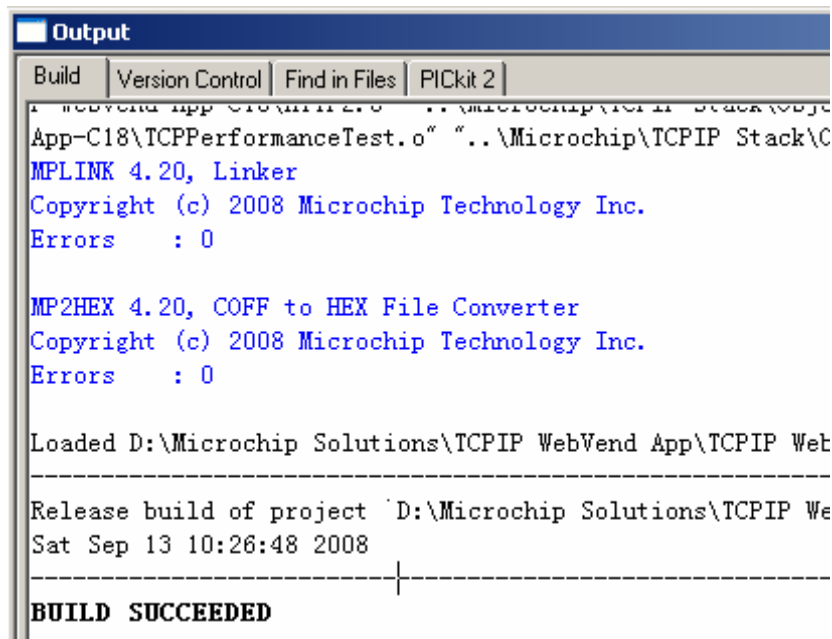 Output
Build Version Control Find in Files PICkit 2
App-C18\TCPPerformanceTest.o" "..\Microchip\TCPIP Stack\
MPLINK 4.20, Linker
Copyright (c) 2008 Microchip Technology Inc.
Errors : 0
MP2HEX 4.20, COFF to HEX File Converter
Copyright (c) 2008 Microchip Technology Inc.
Errors : 0
Loaded D:\Microchip Solutions\TCPIP WebVend App\TCPIP Web
Release build of project `D:\Microchip Solutions\TCPIP We
Sat Sep 13 10:26:48 2008
BUILD SUCCEEDED